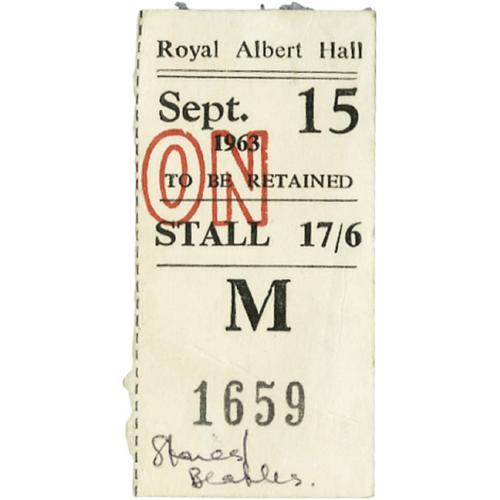 Royal Albert Hall
Sept. 15
1963
ON
TO BE RETAINED
STALL 17/6
M
1659
Stones/
Beatles.